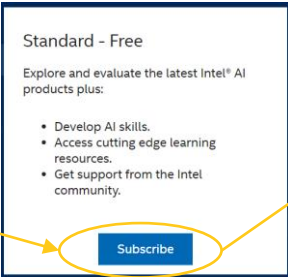 Standard - Free
Explore and evaluate the latest Intel® AI
products plus:
• Develop AI skills.
• Access cutting edge learning
resources.
• Get support from the Intel
community.
Subscribe